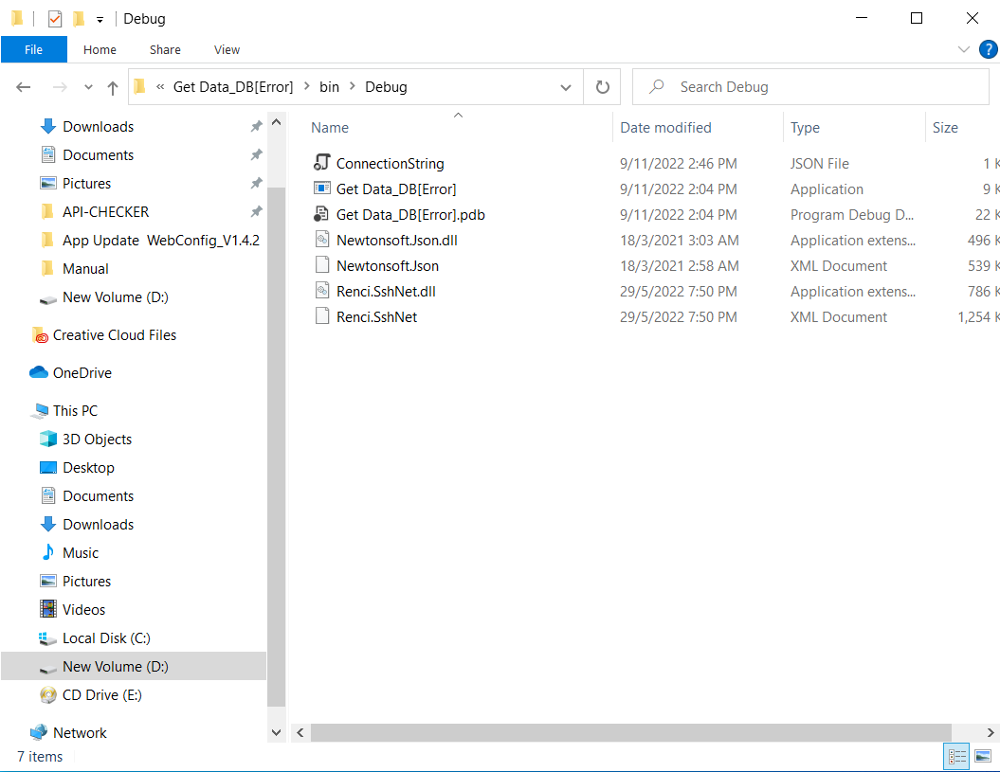 Debug
File Home Share View ?
« Get Data_DB[Error] > bin > Debug Search Debug
Downloads
Documents
Pictures
API-CHECKER
App Update WebConfig_V1.4.2
Manual
New Volume (D:)
Creative Cloud Files
OneDrive
This PC
3D Objects
Desktop
Documents
Downloads
Music
Pictures
Videos
Local Disk (C:)
New Volume (D:)
CD Drive (E:)
Network
Name Date modified Type Size
ConnectionString 9/11/2022 2:46 PM JSON File 1 K
Get Data_DB[Error] 9/11/2022 2:04 PM Application 9 K
Get Data_DB[Error].pdb 9/11/2022 2:04 PM Program Debug D... 22 K
Newtonsoft.Json.dll 18/3/2021 3:03 AM Application extens... 496 K
Newtonsoft.Json 18/3/2021 2:58 AM XML Document 539 K
Renci.SshNet.dll 29/5/2022 7:50 PM Application extens... 786 K
Renci.SshNet 29/5/2022 7:50 PM XML Document 1,254 K
7 items